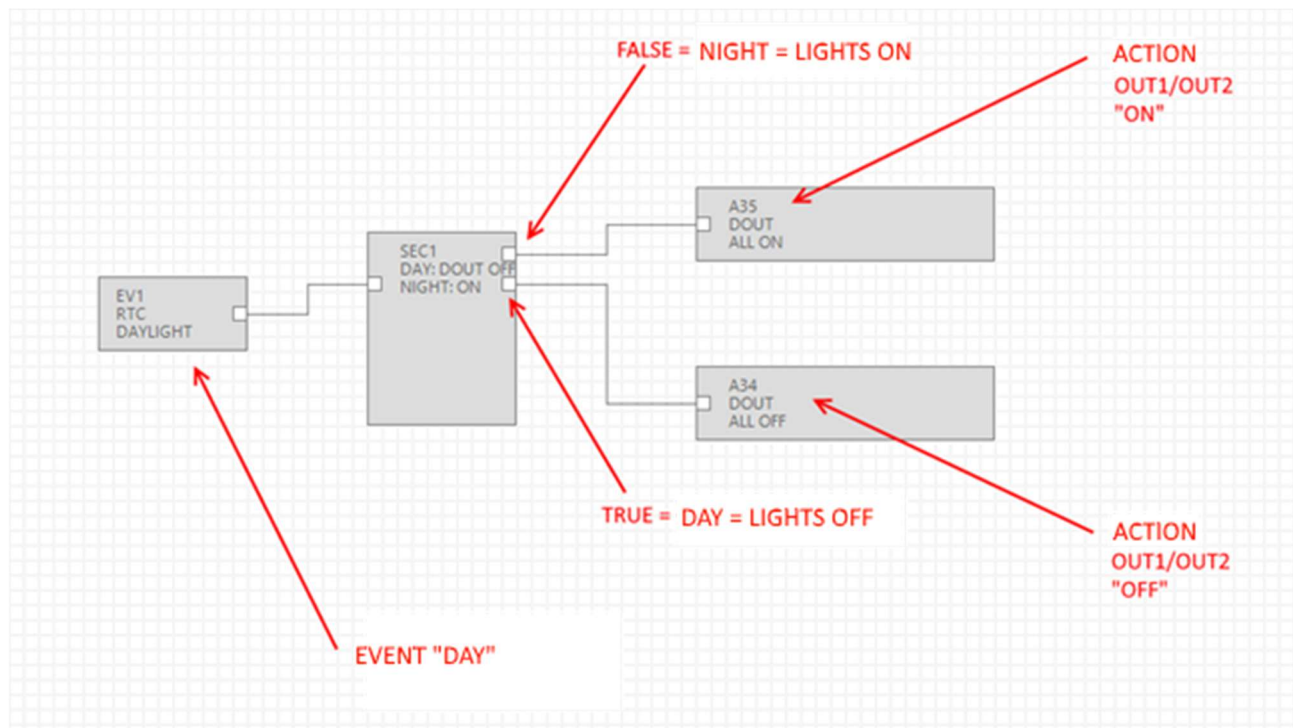 FALSE = NIGHT = LIGHTS ON
ACTION
OUT1/OUT2
"ON"
A35
DOUT
ALL ON
SEC1
DAY: DOUT OFF
NIGHT: ON
EV1
RTC
DAYLIGHT
A34
DOUT
ALL OFF
TRUE = DAY = LIGHTS OFF
ACTION
OUT1/OUT2
"OFF"
EVENT "DAY"